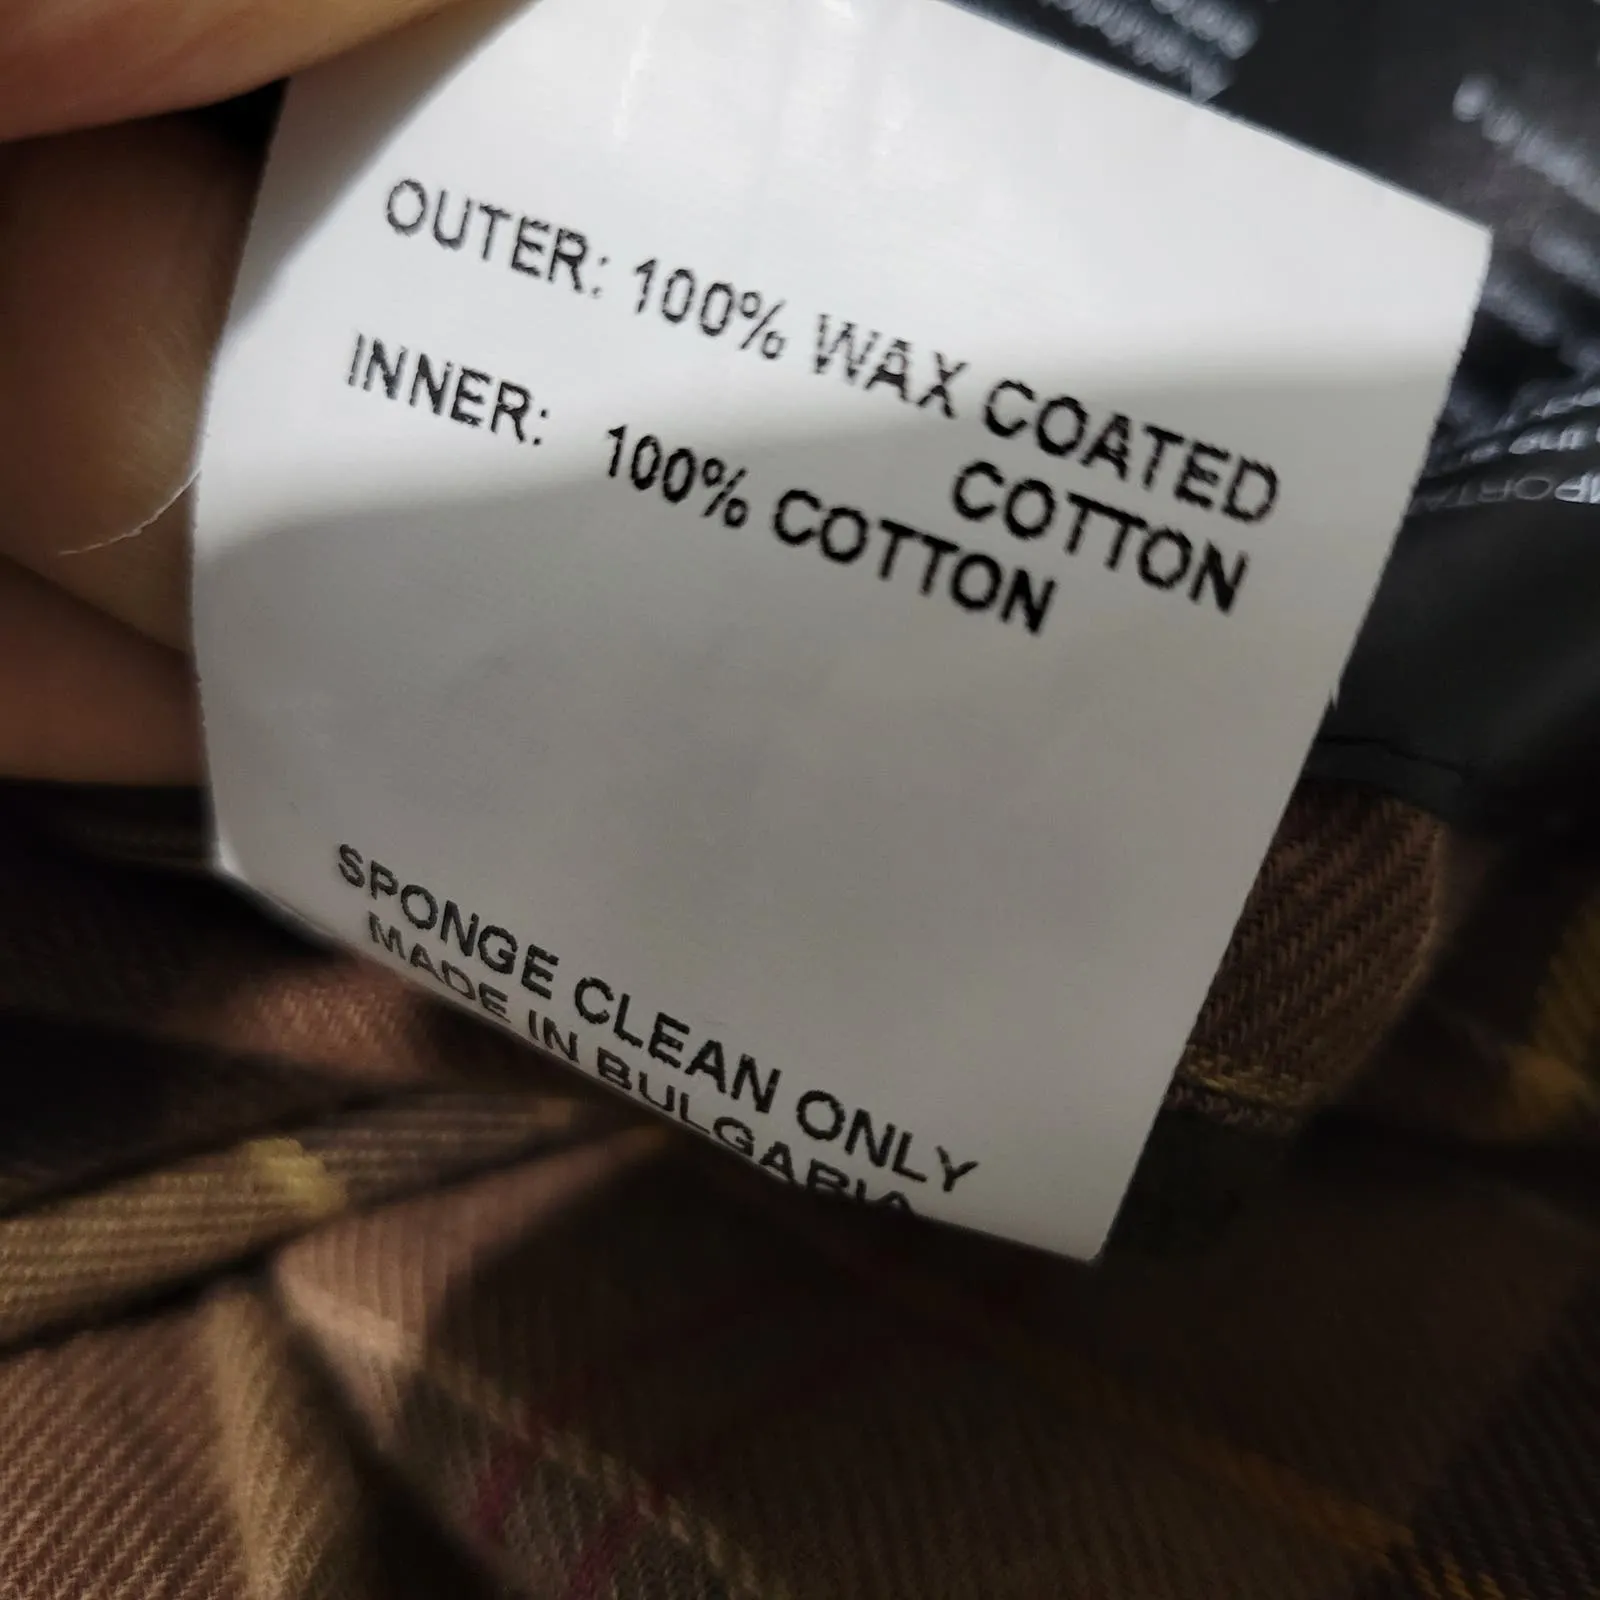 OUTER: 100% WAX COATED
COTTON
INNER: 100% COTTON
SPONGE CLEAN ONLY
MADE IN BULGARIA